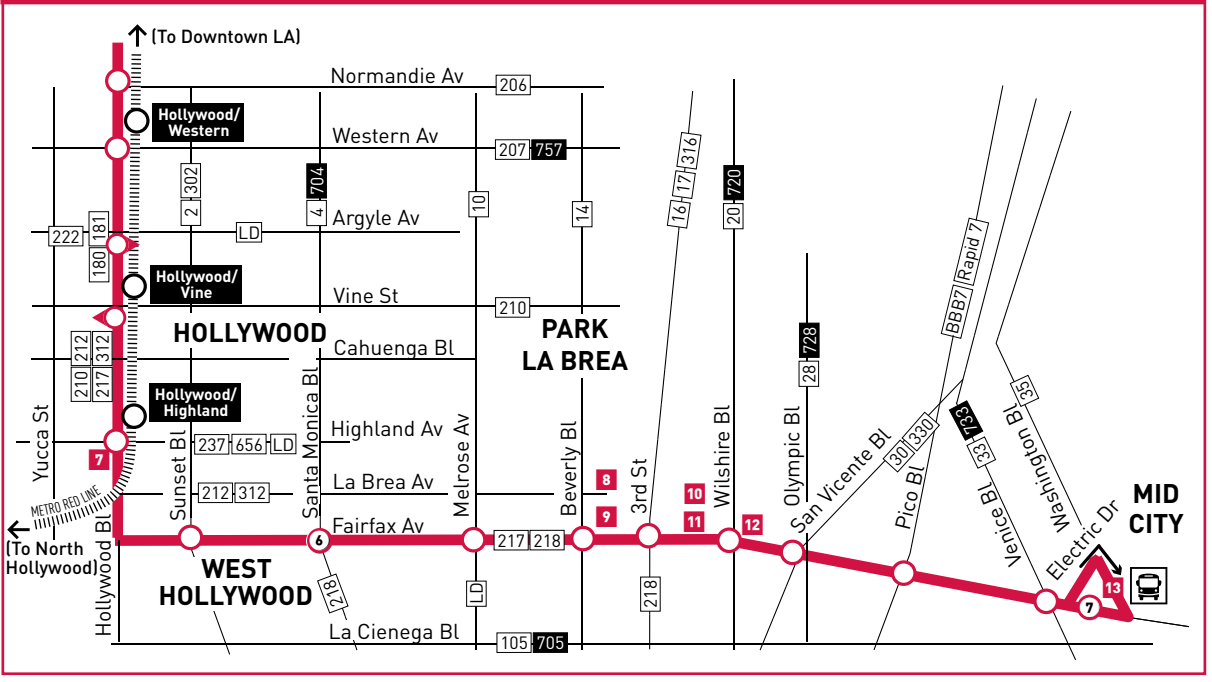 (To Downtown LA)
Normandie Av
206
Hollywood/
Western
Western Av
207 757
2 302
4 704
10
14
16 17 316
20 720
Argyle Av
LD
222
180 181
Hollywood/
Vine
Vine St
210
HOLLYWOOD
PARK
LA BREA
Cahuenga Bl
210 212
217 312
28 728
BBB7 Rapid 7
Hollywood/
Highland
Highland Av
237 656 LD
7
Yucca St
Sunset Bl
Santa Monica Bl
Melrose Av
Beverly Bl
3rd St
Wilshire Bl
Olympic Bl
San Vicente Bl
30 330
Pico Bl
33 733
Venice Bl
35
Washington Bl
Electric Dr
La Brea Av
212 312
8
9
10
11
12
METRO RED LINE
(To North
Hollywood)
Hollywood Bl
Fairfax Av
6
217 218
WEST
HOLLYWOOD
218
LD
218
MID
CITY
13
7
La Cienega Bl
105 705